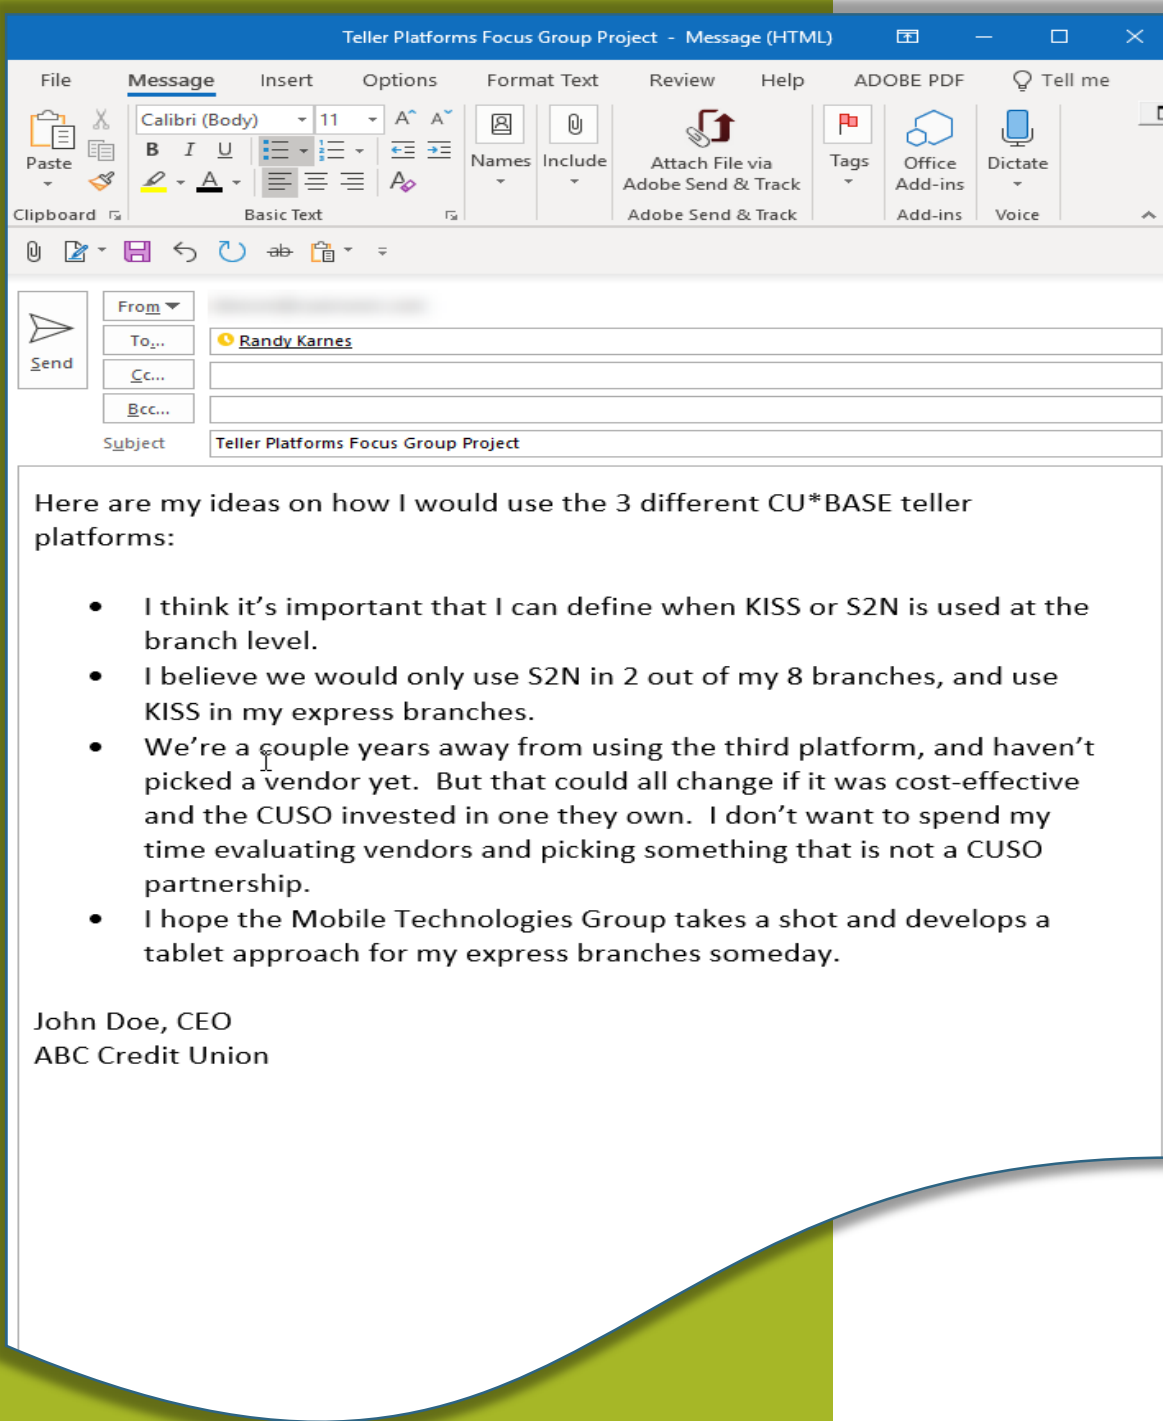 Teller Platforms Focus Group Project - Message (HTML)
File Message Insert Options Format Text Review Help ADOBE PDF Tell me
Paste
Calibri (Body) 11 A^ A˅
B I U
A
Names
Include
Attach File via
Adobe Send & Track
Tags
Office
Add-ins
Dictate
Clipboard Basic Text Adobe Send & Track Add-ins Voice
ab
Send
From
To...
Randy Karnes
Cc...
Bcc...
Subject
Teller Platforms Focus Group Project
Here are my ideas on how I would use the 3 different CU*BASE teller
platforms:
• I think it’s important that I can define when KISS or S2N is used at the
branch level.
• I believe we would only use S2N in 2 out of my 8 branches, and use
KISS in my express branches.
• We’re a couple years away from using the third platform, and haven’t
picked a vendor yet.  But that could all change if it was cost-effective
and the CUSO invested in one they own.  I don’t want to spend my
time evaluating vendors and picking something that is not a CUSO
partnership.
• I hope the Mobile Technologies Group takes a shot and develops a
tablet approach for my express branches someday.
John Doe, CEO
ABC Credit Union